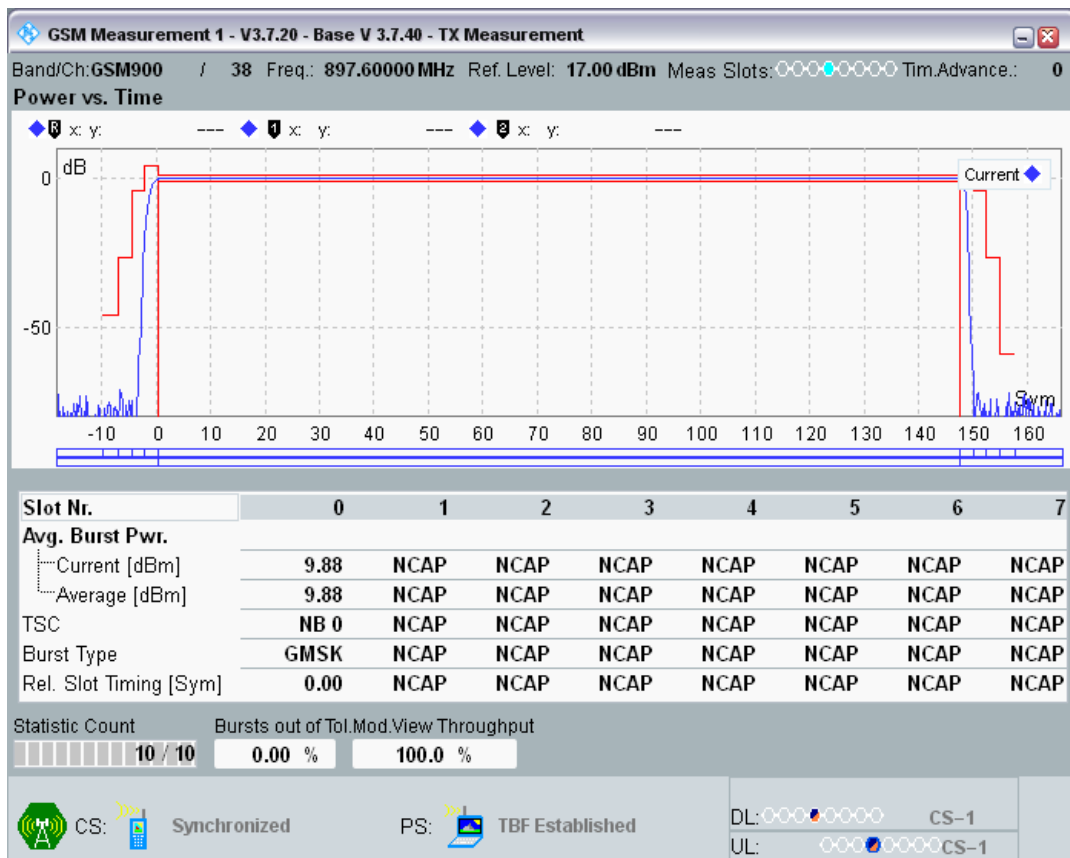 GSM Measurement 1 - V3.7.20 - Base V 3.7.40 - TX Measurement
Band/Ch:GSM900 / 38 Freq.: 897.60000 MHz Ref. Level: 17.00 dBm Meas Slots: Tim.Advance.: 0
Power vs. Time
R x: y: --- 1 x: y: --- 2 x: y: ---
dB
Current
0
-50
Sym
-10 0 10 20 30 40 50 60 70 80 90 100 110 120 130 140 150 160
Slot Nr. 0 1 2 3 4 5 6 7
Avg. Burst Pwr.
Current [dBm] 9.88 NCAP NCAP NCAP NCAP NCAP NCAP NCAP
Average [dBm] 9.88 NCAP NCAP NCAP NCAP NCAP NCAP NCAP
TSC NB 0 NCAP NCAP NCAP NCAP NCAP NCAP NCAP
Burst Type GMSK NCAP NCAP NCAP NCAP NCAP NCAP NCAP
Rel. Slot Timing [Sym] 0.00 NCAP NCAP NCAP NCAP NCAP NCAP NCAP
Statistic Count Bursts out of Tol.Mod.View Throughput
10 / 10 0.00 % 100.0 %
CS: Synchronized PS: TBF Established
DL: CS-1
UL: CS-1